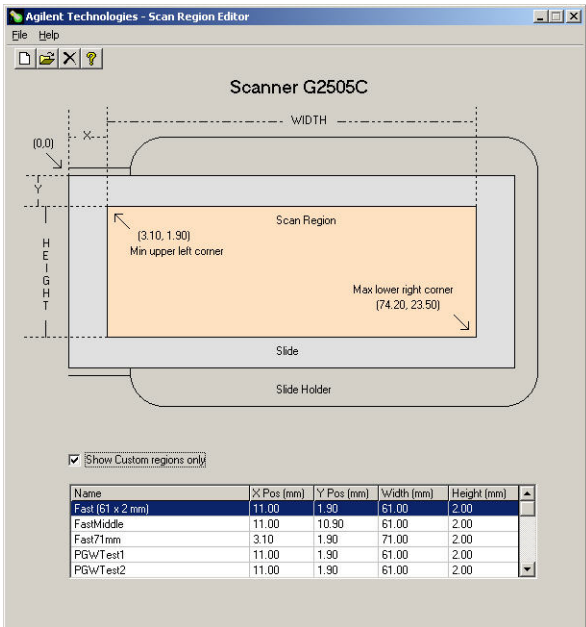 Agilent Technologies - Scan Region Editor
File Help
Scanner G2505C
WIDTH
X
(0,0)
Y
HEIGHT
Scan Region
(3.10, 1.90)
Min upper left corner
Max lower right corner
(74.20, 23.50)
Slide
Slide Holder
Show Custom regions only
Name X Pos (mm) Y Pos (mm) Width (mm) Height (mm)
Fast (61 x 2 mm) 11.00 1.90 61.00 2.00
FastMiddle 11.00 10.90 61.00 2.00
Fast71mm 3.10 1.90 71.00 2.00
PGWTest1 11.00 1.90 61.00 2.00
PGWTest2 11.00 1.90 61.00 2.00